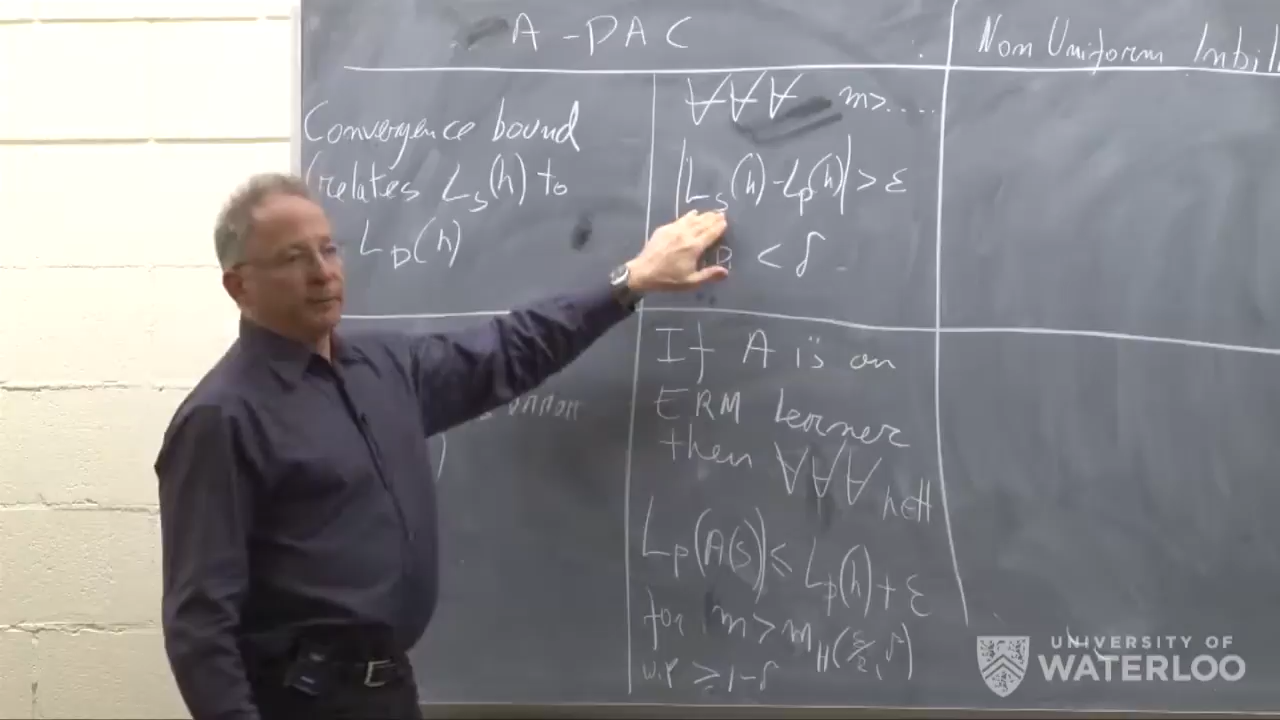 A-PAC
Non Uniform
Convergence bound
(relates L_S(h) to
L_D(h)
∀∀∀ m>.....
|L_S(h)-L_P(h)|>ε
< δ
If A is an
ERM Learner
then ∀∀∀ h∈H
L_P(A(S)) ≤ L_P(h)+ε
for m>m_H(ε/2,δ)
w.p ≥ 1-δ
UNIVERSITY OF
WATERLOO